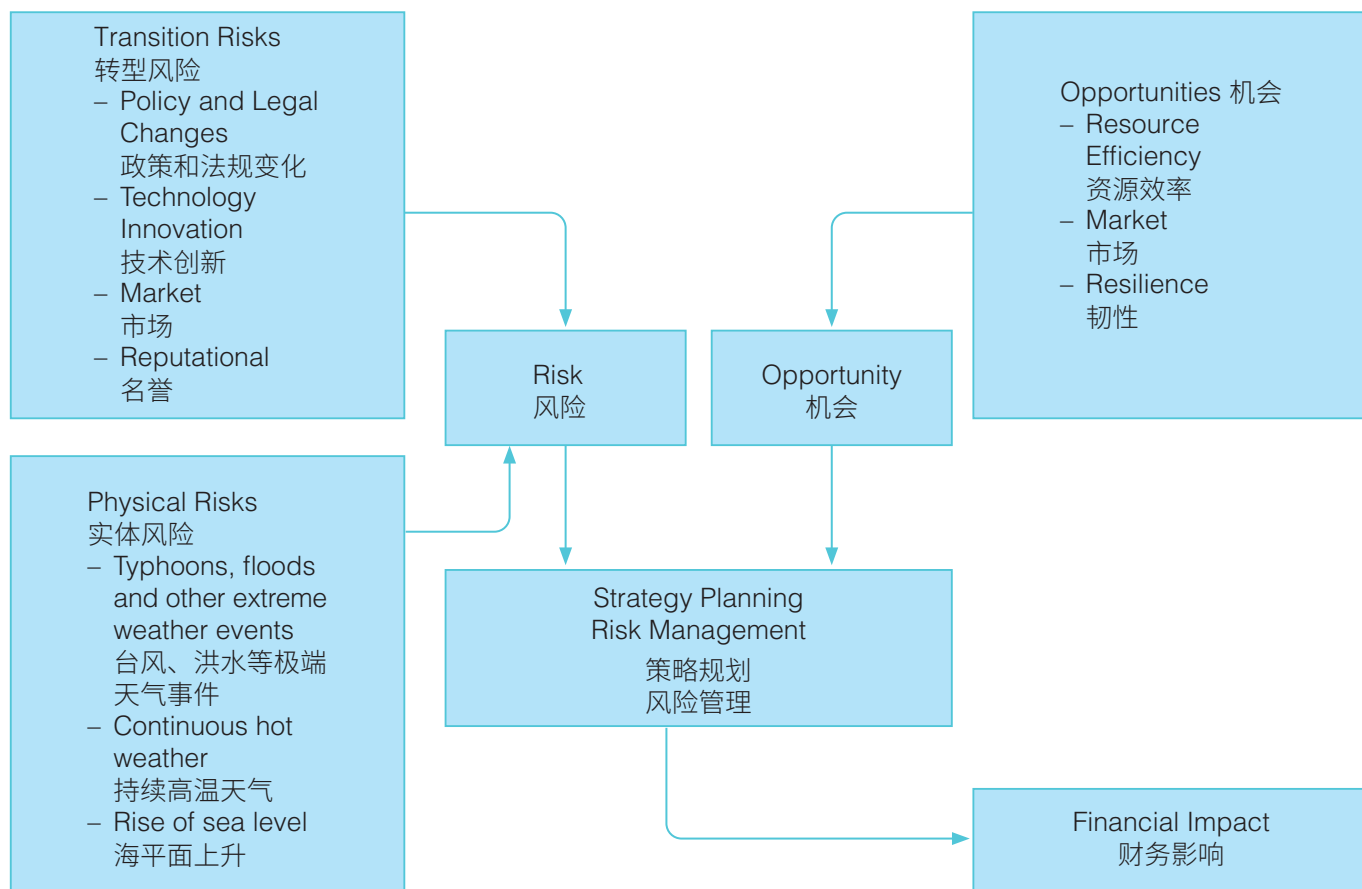 Transition Risks
转型风险
– Policy and Legal
Changes
政策和法规变化
– Technology
Innovation
技术创新
– Market
市场
– Reputational
名誉
Opportunities 机会
– Resource
Efficiency
资源效率
– Market
市场
– Resilience
韧性
Risk
风险
Opportunity
机会
Physical Risks
实体风险
– Typhoons, floods
and other extreme
weather events
台风、洪水等极端
天气事件
– Continuous hot
weather
持续高温天气
– Rise of sea level
海平面上升
Strategy Planning
Risk Management
策略规划
风险管理
Financial Impact
财务影响